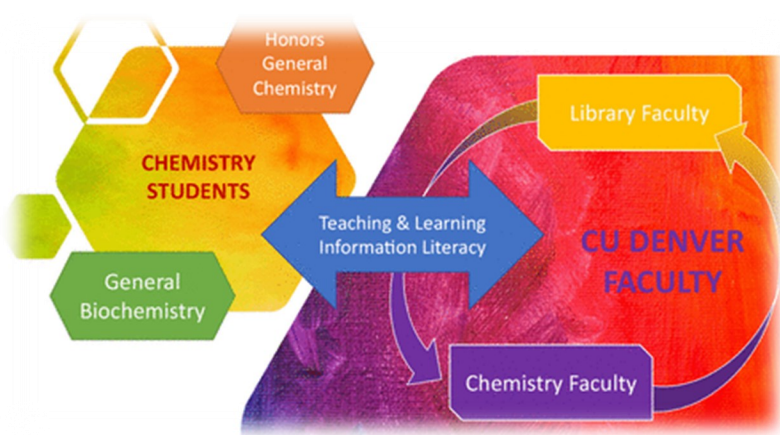 Honors
General
Chemistry
CHEMISTRY
STUDENTS
General
Biochemistry
Teaching & Learning
Information Literacy
Library Faculty
CU DENVER
FACULTY
Chemistry Faculty